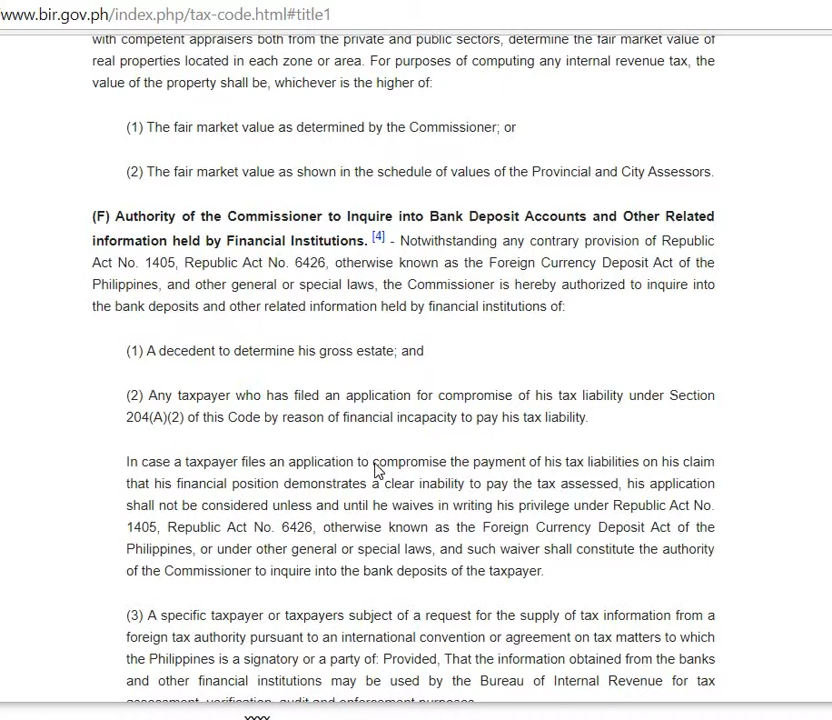 www.bir.gov.ph/index.php/tax-code.html#title1
with competent appraisers both from the private and public sectors, determine the fair market value of
real properties located in each zone or area. For purposes of computing any internal revenue tax, the
value of the property shall be, whichever is the higher of:
(1) The fair market value as determined by the Commissioner; or
(2) The fair market value as shown in the schedule of values of the Provincial and City Assessors.
(F) Authority of the Commissioner to Inquire into Bank Deposit Accounts and Other Related
information held by Financial Institutions. [4] - Notwithstanding any contrary provision of Republic
Act No. 1405, Republic Act No. 6426, otherwise known as the Foreign Currency Deposit Act of the
Philippines, and other general or special laws, the Commissioner is hereby authorized to inquire into
the bank deposits and other related information held by financial institutions of:
(1) A decedent to determine his gross estate; and
(2) Any taxpayer who has filed an application for compromise of his tax liability under Section
204(A)(2) of this Code by reason of financial incapacity to pay his tax liability.
In case a taxpayer files an application to compromise the payment of his tax liabilities on his claim
that his financial position demonstrates a clear inability to pay the tax assessed, his application
shall not be considered unless and until he waives in writing his privilege under Republic Act No.
1405, Republic Act No. 6426, otherwise known as the Foreign Currency Deposit Act of the
Philippines, or under other general or special laws, and such waiver shall constitute the authority
of the Commissioner to inquire into the bank deposits of the taxpayer.
(3) A specific taxpayer or taxpayers subject of a request for the supply of tax information from a
foreign tax authority pursuant to an international convention or agreement on tax matters to which
the Philippines is a signatory or a party of: Provided, That the information obtained from the banks
and other financial institutions may be used by the Bureau of Internal Revenue for tax
assessment, verification, audit and enforcement purposes.